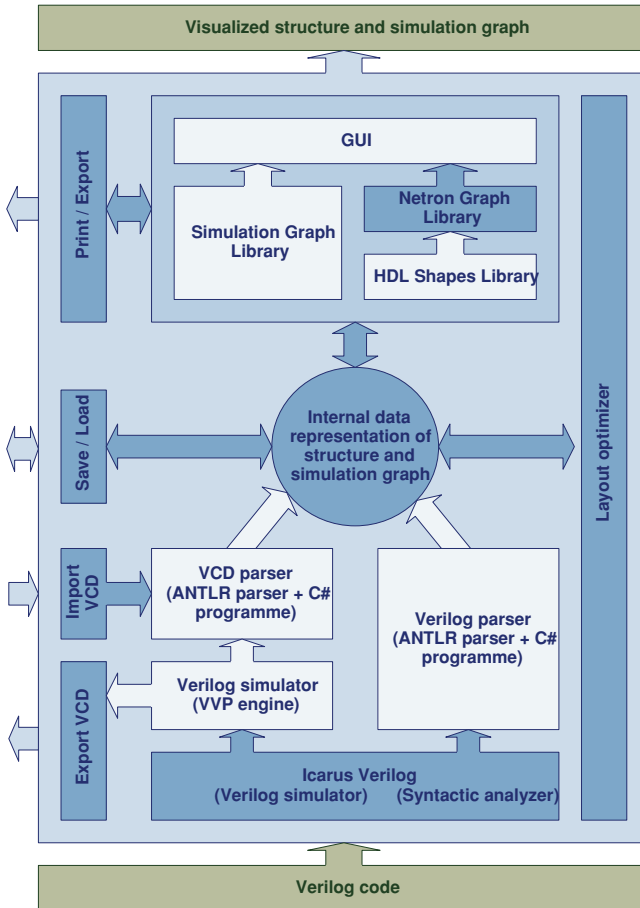 Visualized structure and simulation graph
Print / Export
GUI
Simulation Graph
Library
Netron Graph
Library
HDL Shapes Library
Save / Load
Internal data
representation of
structure and
simulation graph
Layout optimizer
Import
VCD
VCD parser
(ANTLR parser + C#
programme)
Verilog parser
(ANTLR parser + C#
programme)
Export VCD
Verilog simulator
(VVP engine)
Icarus Verilog
(Verilog simulator) (Syntactic analyzer)
Verilog code